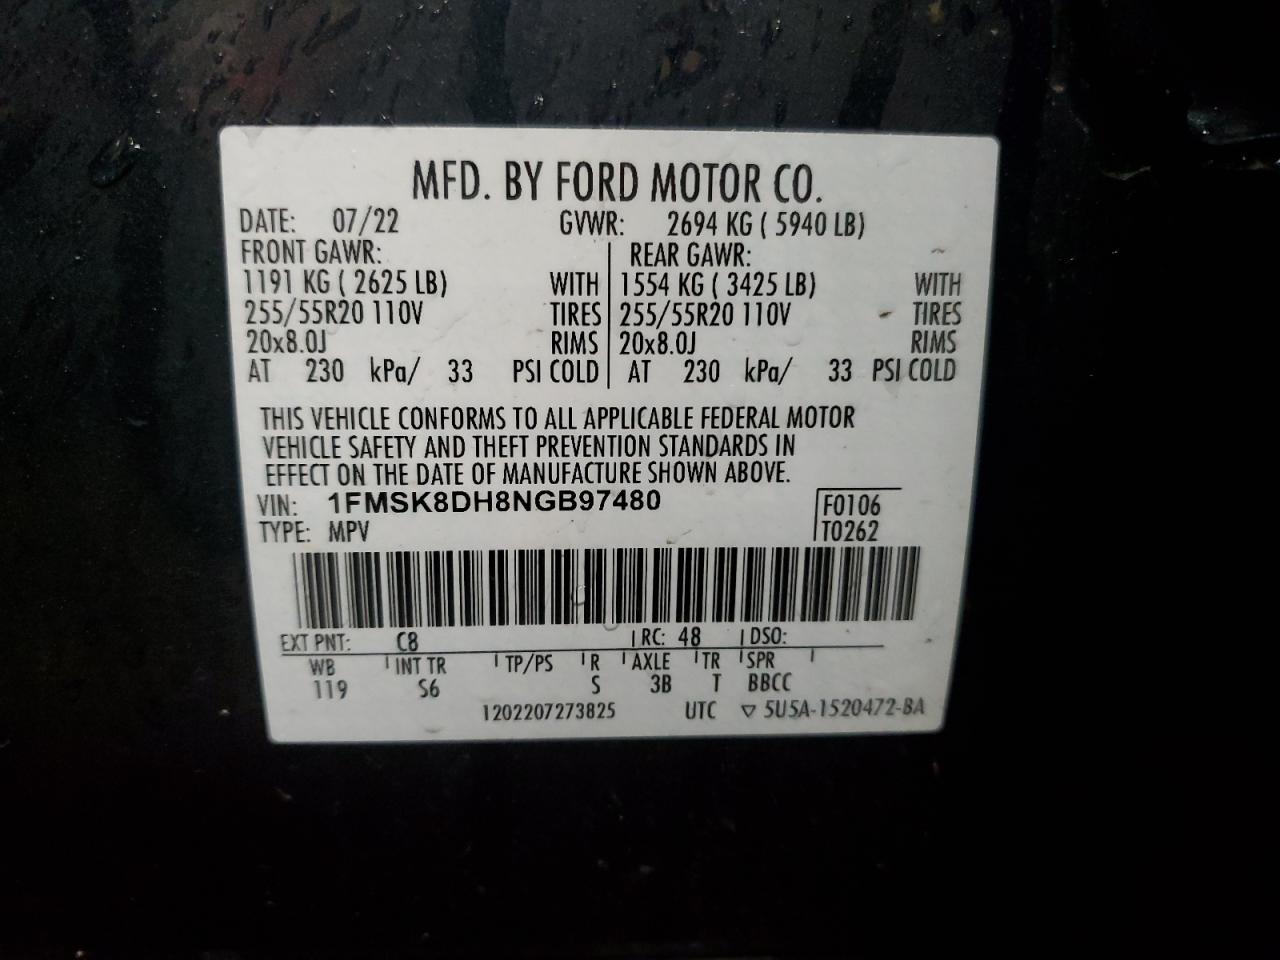 MFD. BY FORD MOTOR CO.
DATE: 07/22 GVWR: 2694 KG ( 5940 LB)
FRONT GAWR: REAR GAWR:
1191 KG ( 2625 LB) WITH 1554 KG ( 3425 LB) WITH
255/55R20 110V TIRES 255/55R20 110V TIRES
20x8.0J RIMS 20x8.0J RIMS
AT 230 kPa/ 33 PSI COLD AT 230 kPa/ 33 PSI COLD
THIS VEHICLE CONFORMS TO ALL APPLICABLE FEDERAL MOTOR
VEHICLE SAFETY AND THEFT PREVENTION STANDARDS IN
EFFECT ON THE DATE OF MANUFACTURE SHOWN ABOVE.
VIN: 1FMSK8DH8NGB97480 F0106
TYPE: MPV T0262
EXT PNT: C8 RC: 48 DSO:
WB INT TR TP/PS R AXLE TR SPR
119 S6 S 3B T BBCC
1202207273825 UTC ▽ 5U5A-1520472-BA